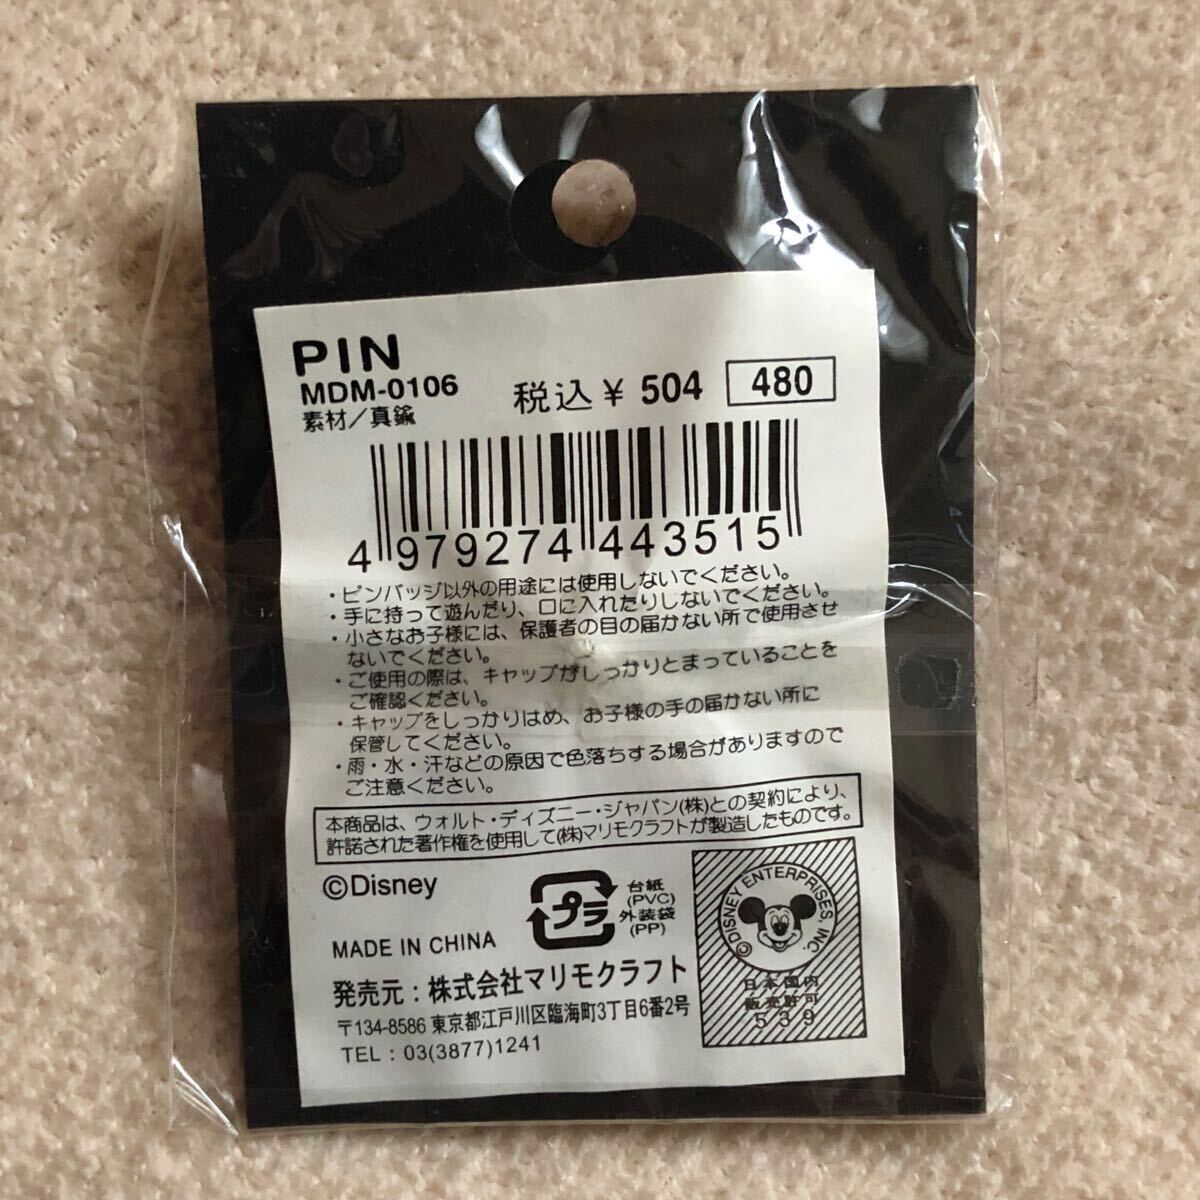 PIN
MDM-0106
素材／真鍮
税込￥504
480
4 979274 443515
・ピンバッジ以外の用途には使用しないでください。
・手に持って遊んだり、口に入れたりしないでください。
・小さなお子様には、保護者の目の届かない所で使用させ
ないでください。
・ご使用の際は、キャップがしっかりとまっていることを
ご確認ください。
・キャップをしっかりはめ、お子様の手の届かない所に
保管してください。
・雨・水・汗などの原因で色落ちする場合がありますので
ご注意ください。
本商品は、ウォルト・ディズニー・ジャパン(株)との契約により、
許諾された著作権を使用して(株)マリモクラフトが製造したものです。
©Disney
プラ
台紙
(PVC)
外装袋
(PP)
©DISNEY ENTERPRISES, INC.
日本国内
販売許可
539
MADE IN CHINA
発売元：株式会社マリモクラフト
〒134-8586 東京都江戸川区臨海町3丁目6番2号
TEL：03(3877)1241